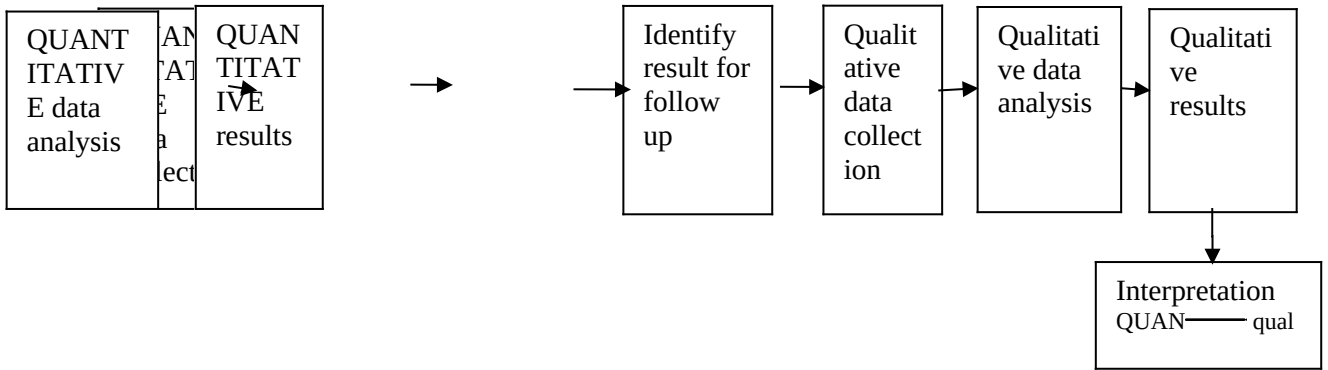 QUANT
ITATIV
E data
analysis
QUAN
TITAT
IVE
results
Identify
result for
follow
up
Qualit
ative
data
collect
ion
Qualitati
ve data
analysis
Qualitati
ve
results
Interpretation
QUAN qual